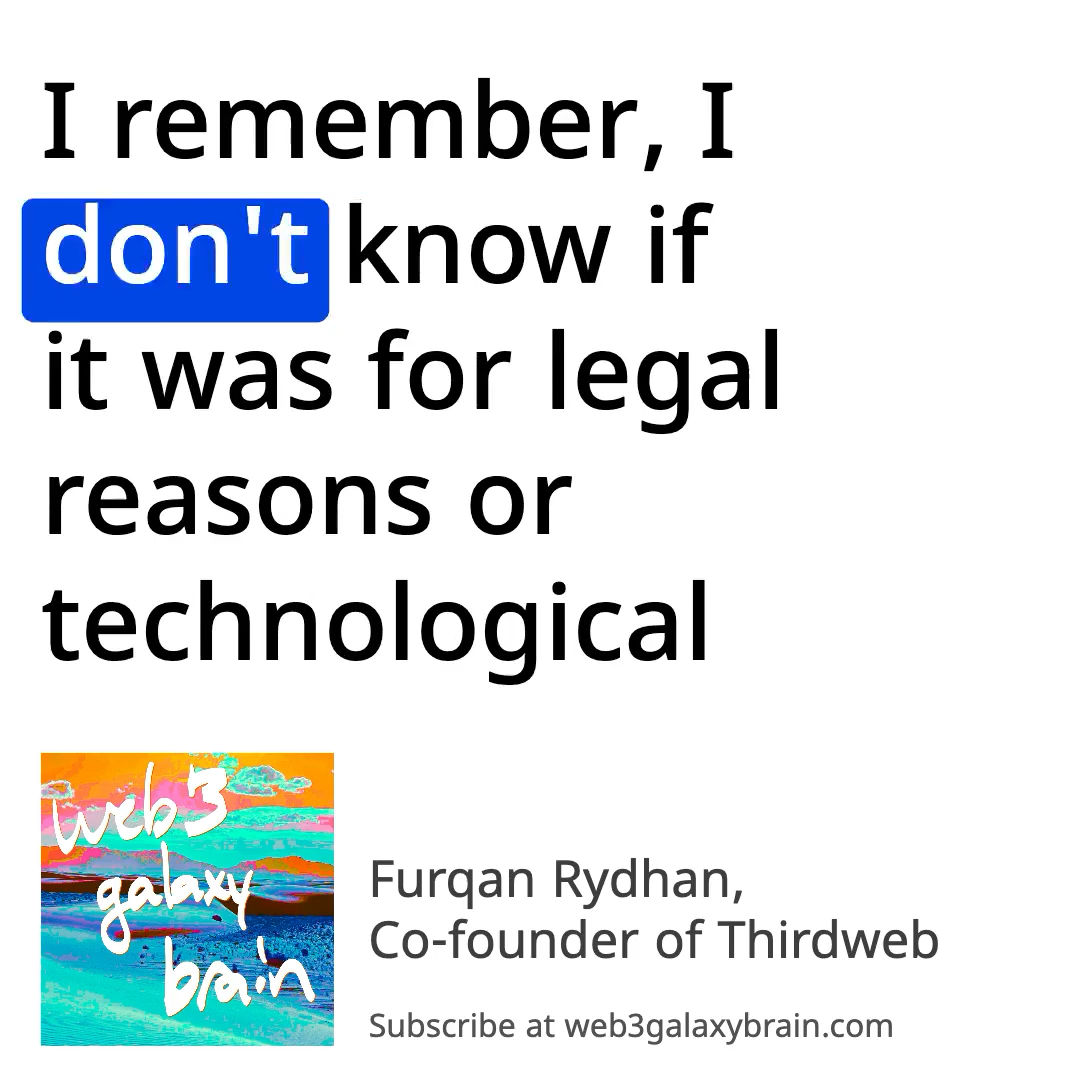 I remember, I
don't know if
it was for legal
reasons or
technological
web3
galaxy
brain
Furqan Rydhan,
Co-founder of Thirdweb
Subscribe at web3galaxybrain.com